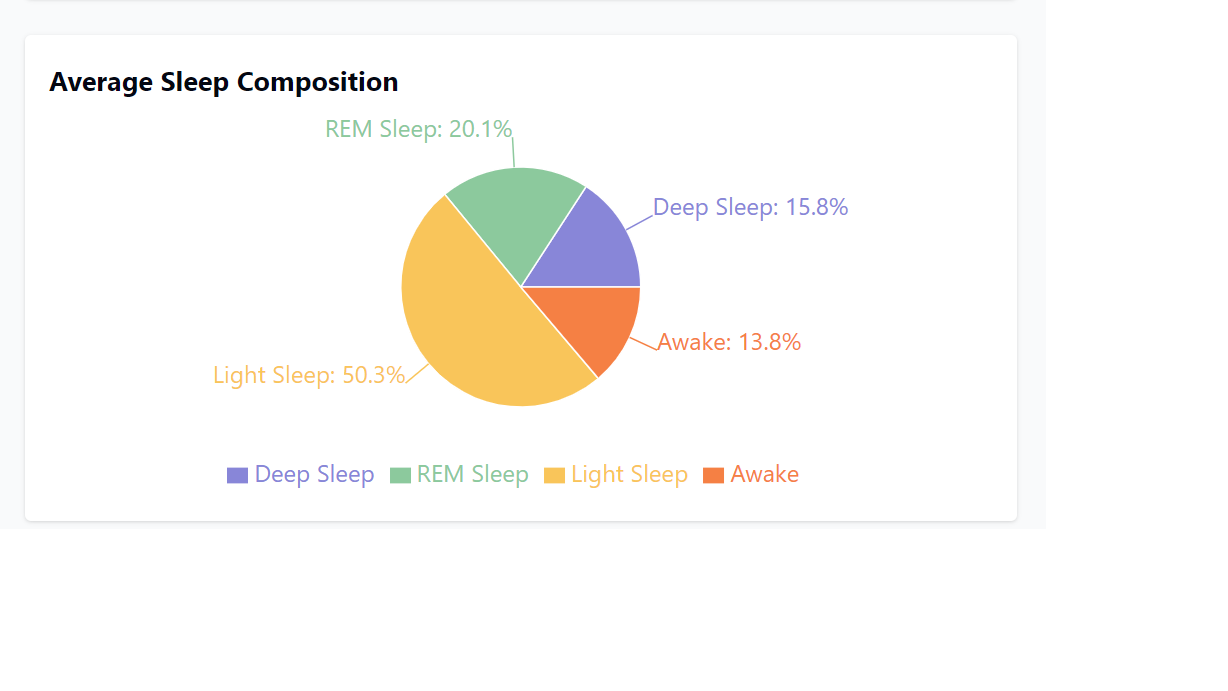 Average Sleep Composition
REM Sleep: 20.1%
Deep Sleep: 15.8%
Awake: 13.8%
Light Sleep: 50.3%
Deep Sleep REM Sleep Light Sleep Awake